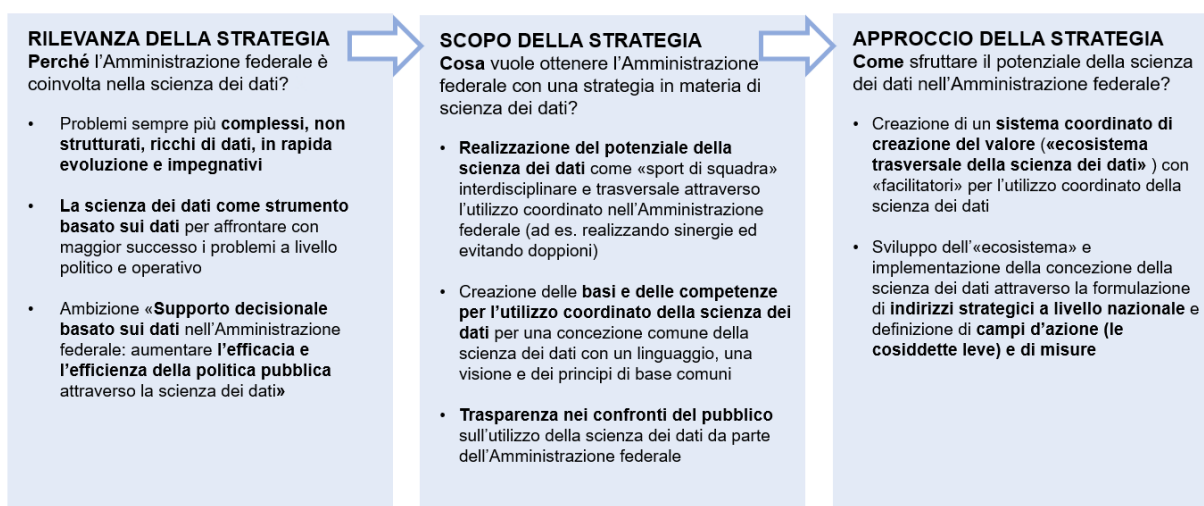 RILEVANZA DELLA STRATEGIA
Perché l'Amministrazione federale è
coinvolta nella scienza dei dati?
• Problemi sempre più complessi, non
strutturati, ricchi di dati, in rapida
evoluzione e impegnativi
• La scienza dei dati come strumento
basato sui dati per affrontare con
maggior successo i problemi a livello
politico e operativo
• Ambizione «Supporto decisionale
basato sui dati nell'Amministrazione
federale: aumentare l'efficacia e
l'efficienza della politica pubblica
attraverso la scienza dei dati»
SCOPO DELLA STRATEGIA
Cosa vuole ottenere l'Amministrazione
federale con una strategia in materia di
scienza dei dati?
• Realizzazione del potenziale della
scienza dei dati come «sport di squadra»
interdisciplinare e trasversale attraverso
l'utilizzo coordinato nell'Amministrazione
federale (ad es. realizzando sinergie ed
evitando doppioni)
• Creazione delle basi e delle competenze
per l'utilizzo coordinato della scienza dei
dati per una concezione comune della
scienza dei dati con un linguaggio, una
visione e dei principi di base comuni
• Trasparenza nei confronti del pubblico
sull'utilizzo della scienza dei dati da parte
dell'Amministrazione federale
APPROCCIO DELLA STRATEGIA
Come sfruttare il potenziale della scienza
dei dati nell'Amministrazione federale?
• Creazione di un sistema coordinato di
creazione del valore («ecosistema
trasversale della scienza dei dati» ) con
«facilitatori» per l'utilizzo coordinato della
scienza dei dati
• Sviluppo dell'«ecosistema» e
implementazione della concezione della
scienza dei dati attraverso la formulazione
di indirizzi strategici a livello nazionale e
definizione di campi d'azione (le
cosiddette leve) e di misure